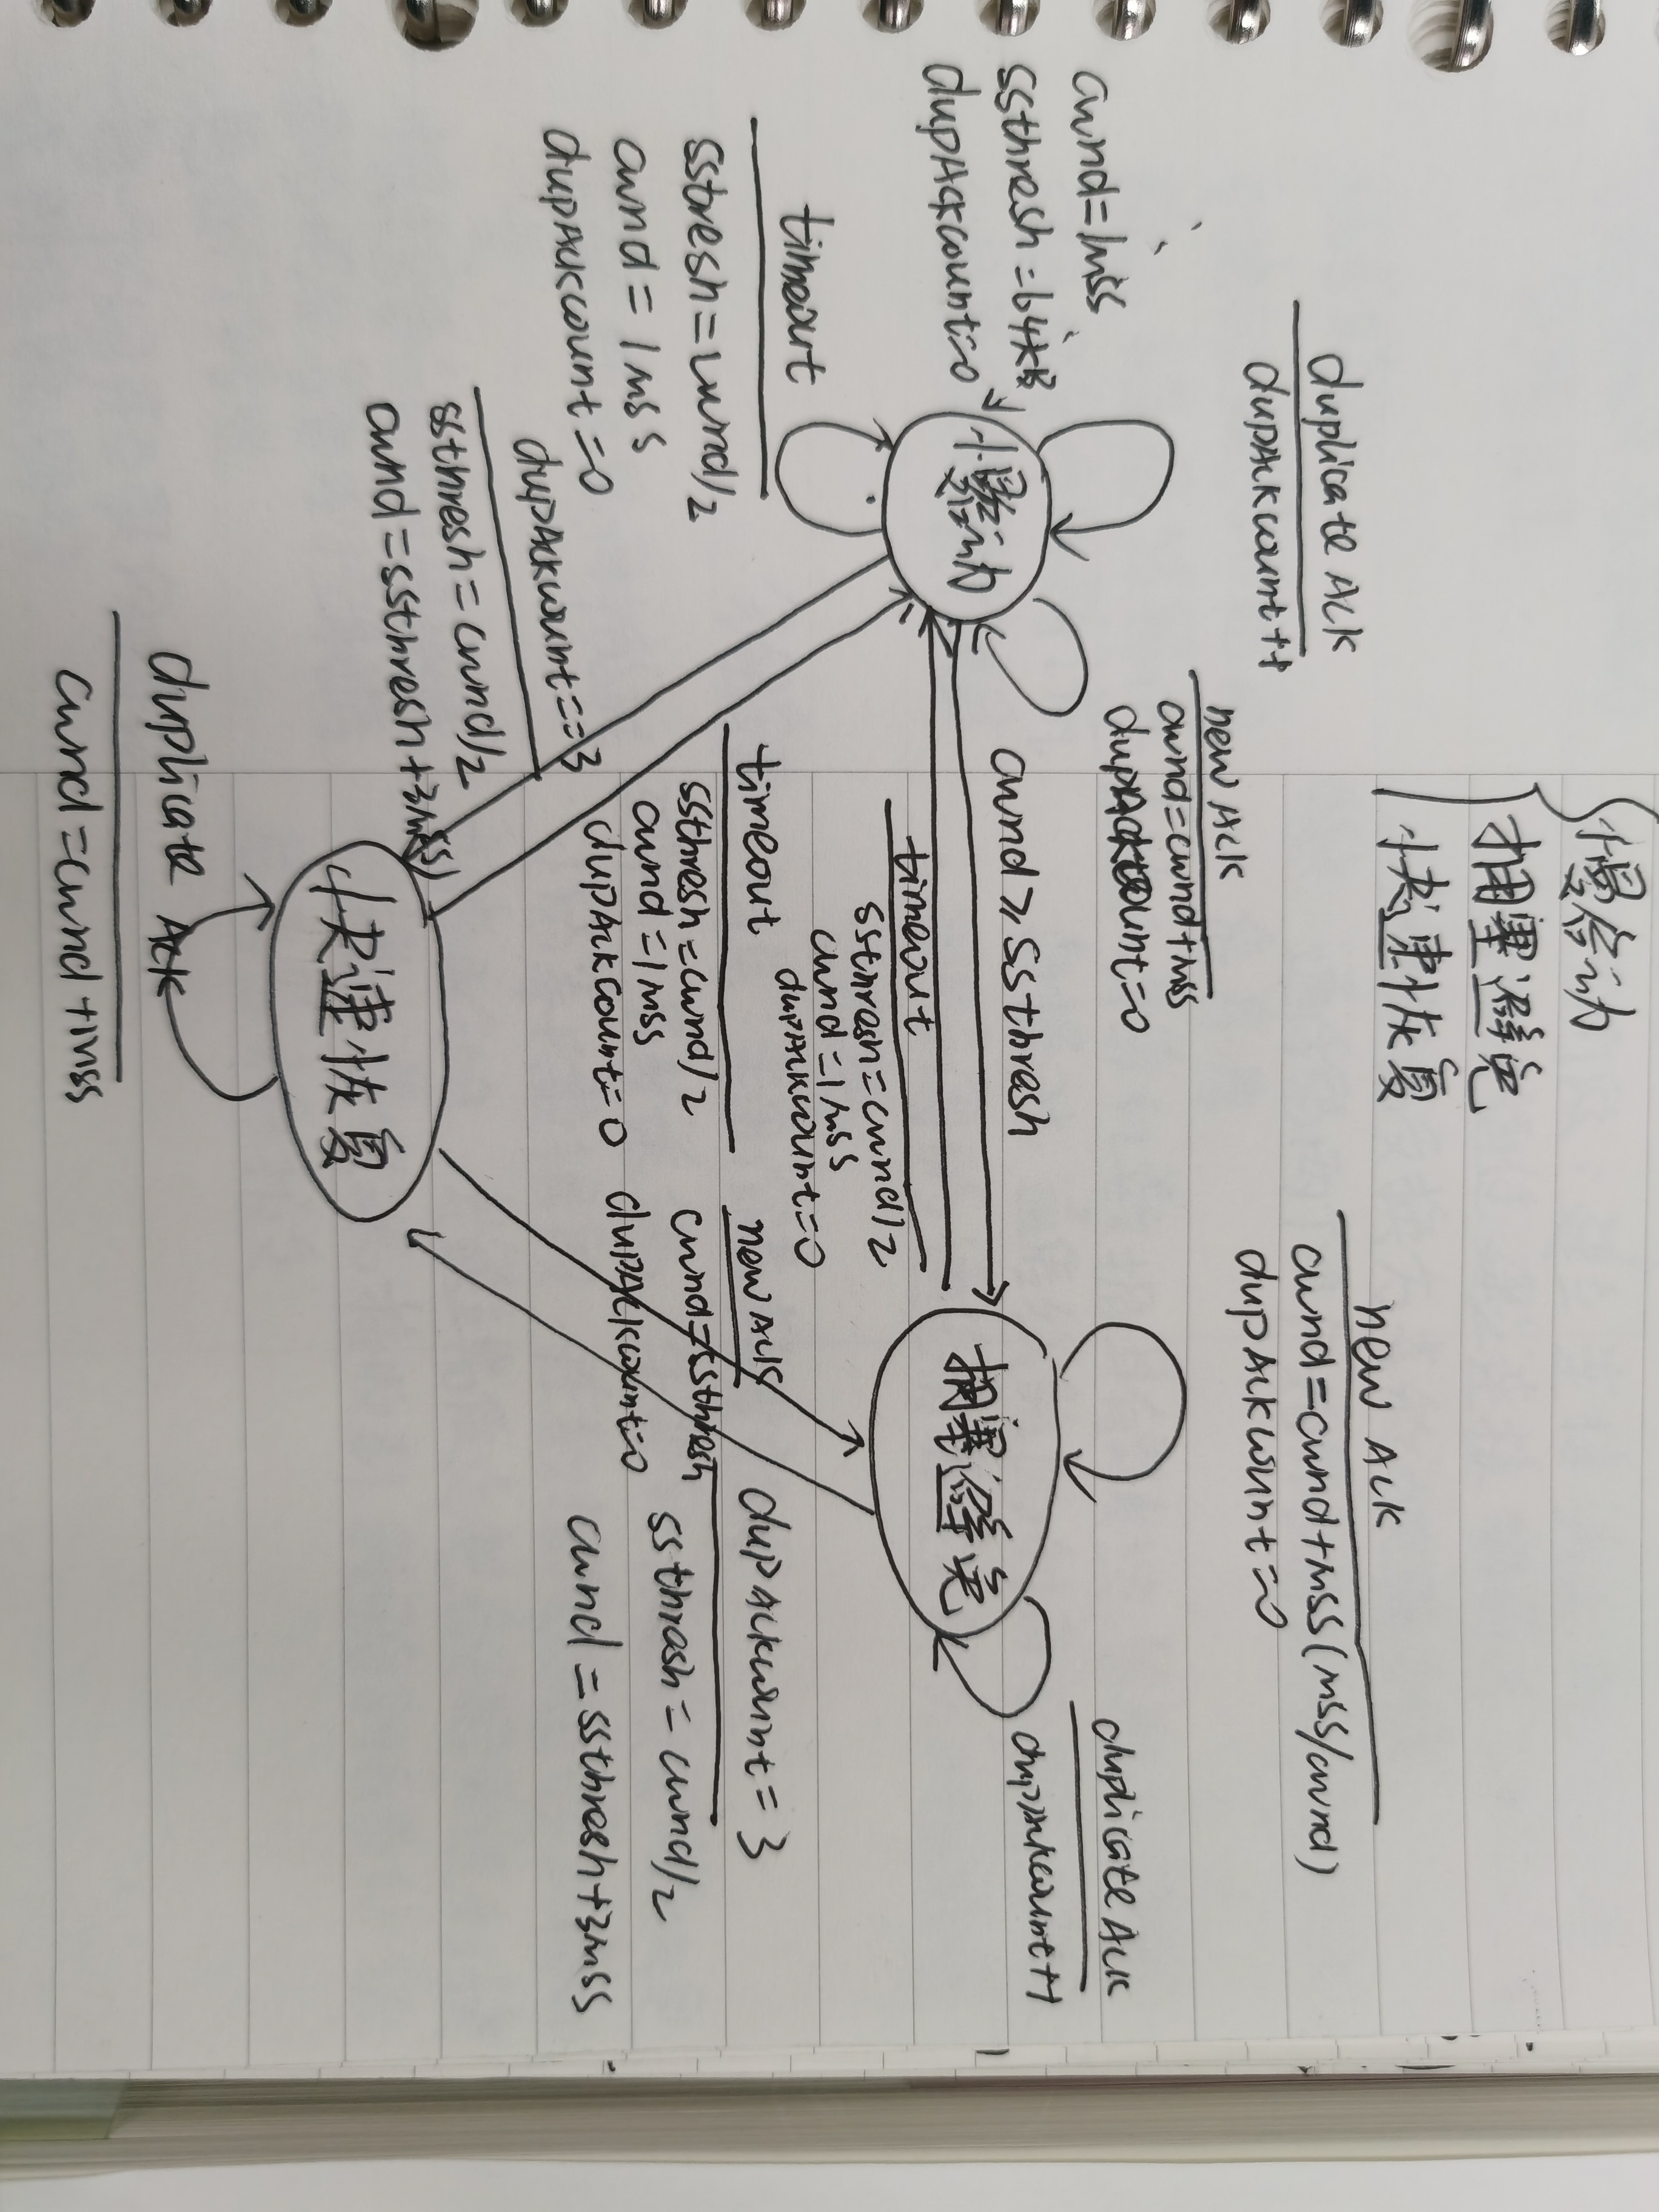 慢启动
拥塞避免
快速恢复
duplicate ACK
dupACKcount++
new ACK
cwnd=cwnd+mss
dupACKcount=0
new ACK
cwnd=cwnd+mss(mss/cwnd)
dupACKcount=0
duplicate ACK
dupACKcount++
cwnd=1mss
ssthresh=64KB
dupACKcount=0
慢启动
cwnd≥ssthresh
拥塞避免
timeout
ssthresh=cwnd/2
cwnd=1mss
dupACKcount=0
timeout
sstresh=cwnd/2
cwnd=1mss
dupACKcount=0
timeout
ssthresh=cwnd/2
cwnd=1mss
dupACKcount=0
new ACK
cwnd=ssthresh
dupACKcount=0
dupACKcount=3
ssthresh=cwnd/2
cwnd=ssthresh+3mss
dupACKcount==3
ssthresh=cwnd/2
cwnd=ssthresh+3mss
快速恢复
duplicate ACK
cwnd=cwnd+mss